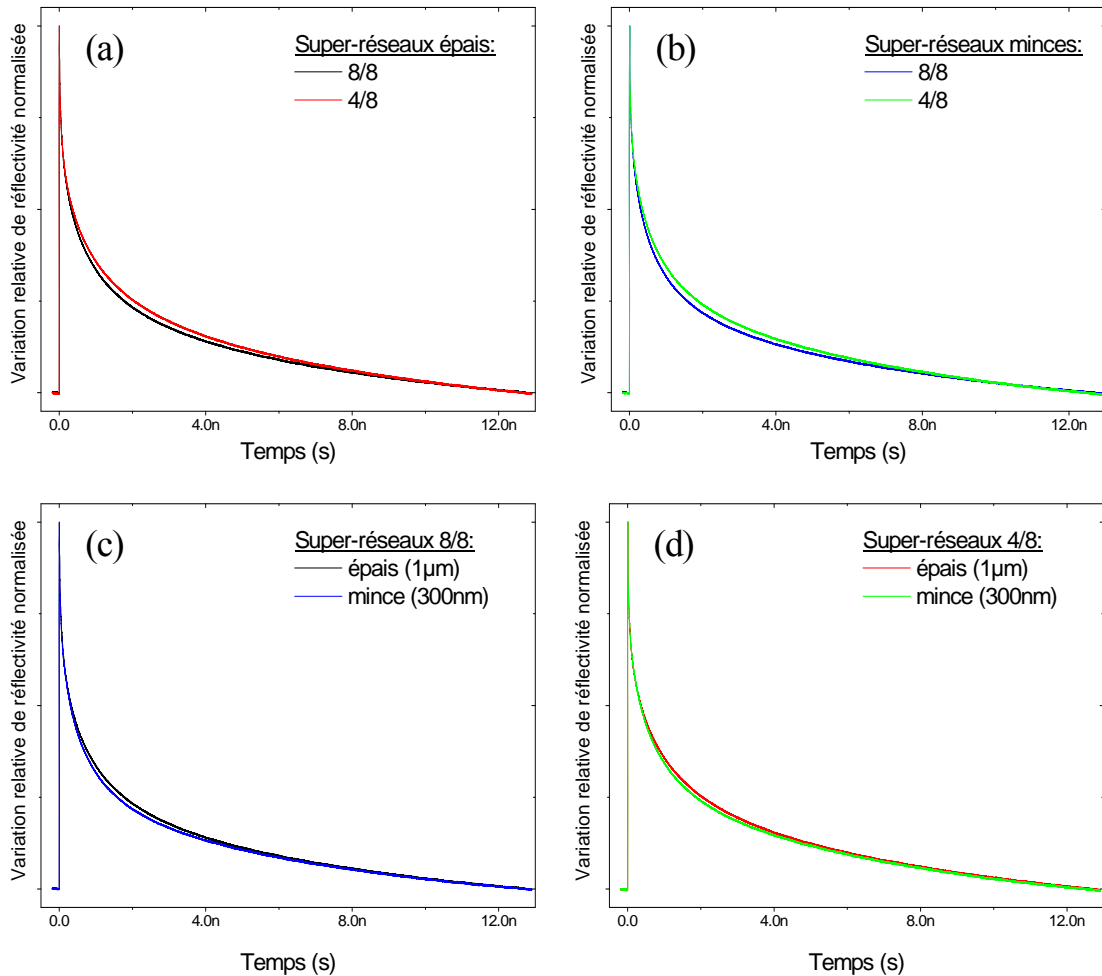 (a)
Super-réseaux épais:
8/8
4/8
Variation relative de réflectivité normalisée
0.0
4.0n
8.0n
12.0n
Temps (s)
(b)
Super-réseaux minces:
8/8
4/8
Variation relative de réflectivité normalisée
0.0
4.0n
8.0n
12.0n
Temps (s)
(c)
Super-réseaux 8/8:
épais (1µm)
mince (300nm)
Variation relative de réflectivité normalisée
0.0
4.0n
8.0n
12.0n
Temps (s)
(d)
Super-réseaux 4/8:
épais (1µm)
mince (300nm)
Variation relative de réflectivité normalisée
0.0
4.0n
8.0n
12.0n
Temps (s)